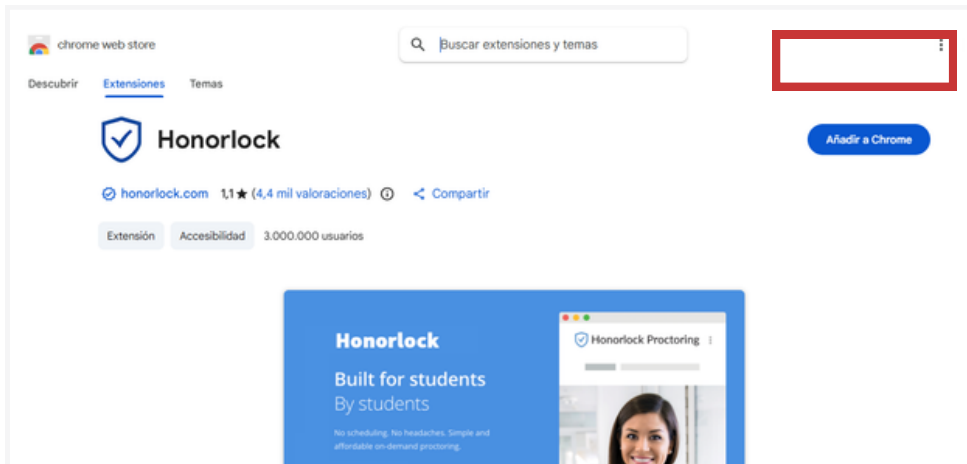 chrome web store
Buscar extensiones y temas
Descubrir Extensiones Temas
Honorlock
Añadir a Chrome
honorlock.com 1,1★ (4,4 mil valoraciones) Compartir
Extensión Accesibilidad 3.000.000 usuarios
Honorlock
Built for students
By students
No scheduling. No headaches. Simple and
affordable on-demand proctoring.
Honorlock Proctoring